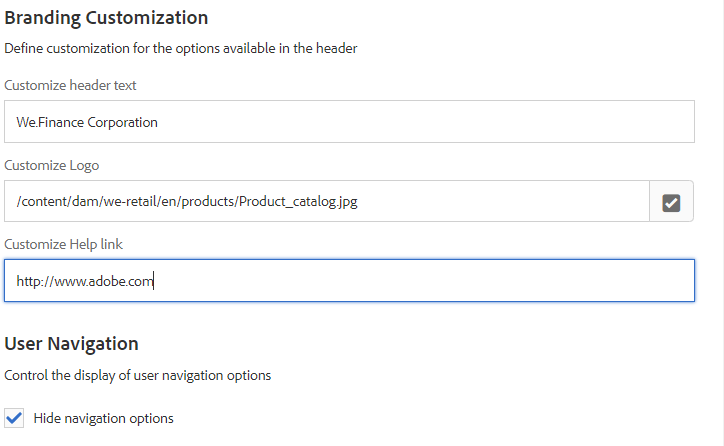 Branding Customization
Define customization for the options available in the header
Customize header text
We.Finance Corporation
Customize Logo
/content/dam/we-retail/en/products/Product_catalog.jpg
Customize Help link
http://www.adobe.com
User Navigation
Control the display of user navigation options
Hide navigation options